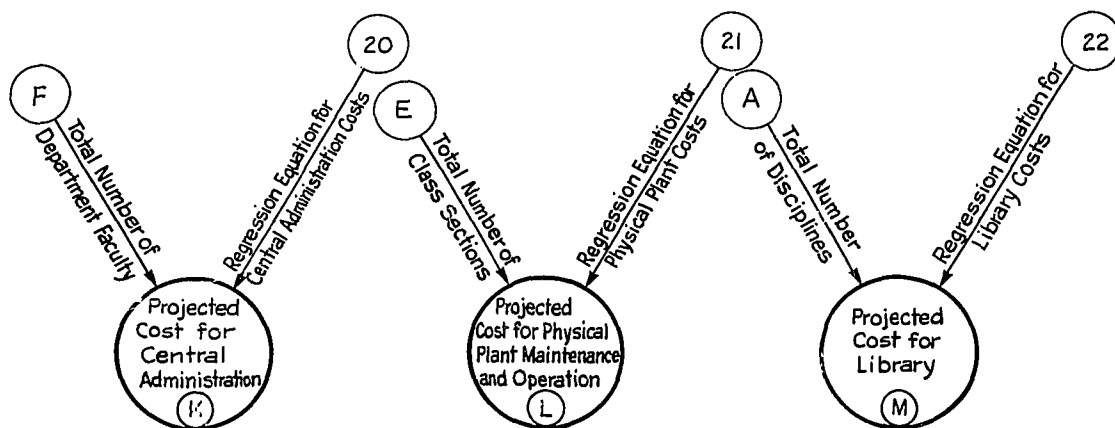 F
Total Number of
Department Faculty
20
Regression Equation for
Central Administration Costs
Projected
Cost for
Central
Administration
K
E
Total Number of
Class Sections
21
Regression Equation for
Physical Plant Costs
Projected
Cost for Physical
Plant Maintenance
and Operation
L
A
Total Number
of Disciplines
22
Regression Equation for
Library Costs
Projected
Cost for
Library
M